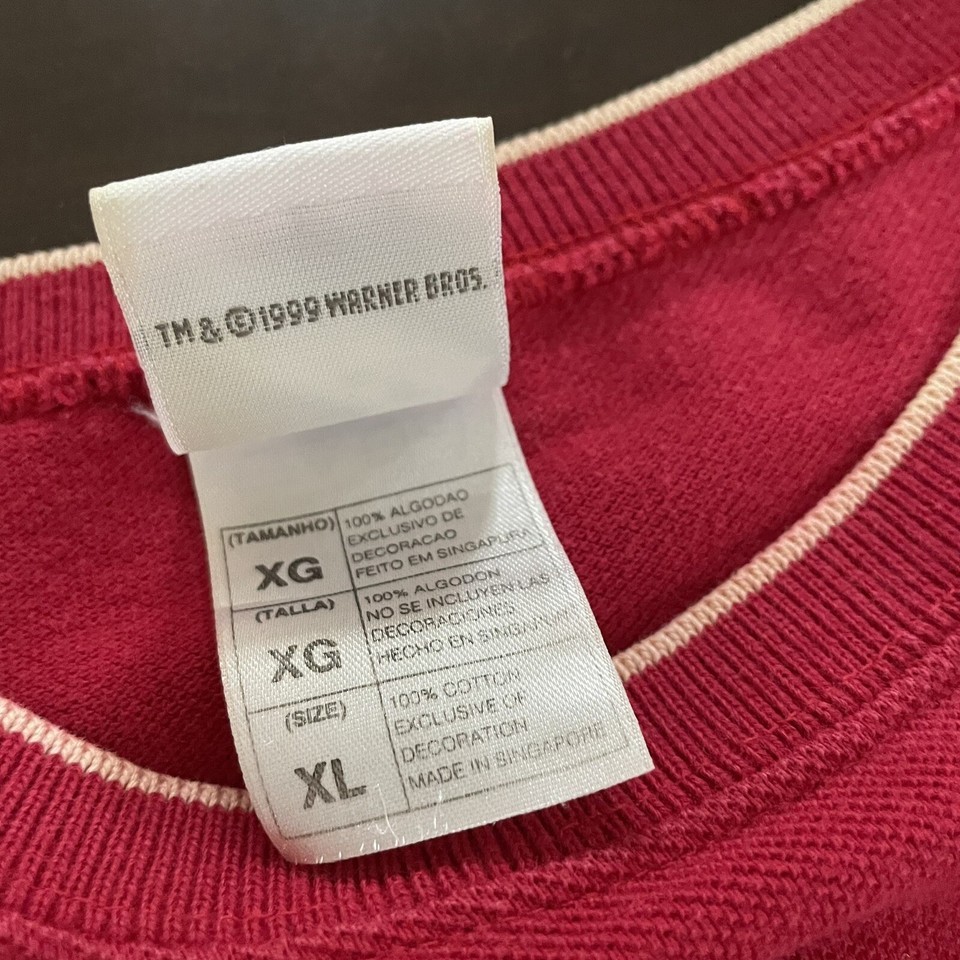 TM & ©1999 WARNER BROS.
(TAMANHO)
XG
100% ALGODAO
EXCLUSIVO DE
DECORACAO
FEITO EM SINGAPURA
(TALLA)
XG
100% ALGODON
NO SE INCLUYEN LAS
DECORACIONES
HECHO EN SINGAPUR
(SIZE)
XL
100% COTTON
EXCLUSIVE OF
DECORATION
MADE IN SINGAPORE